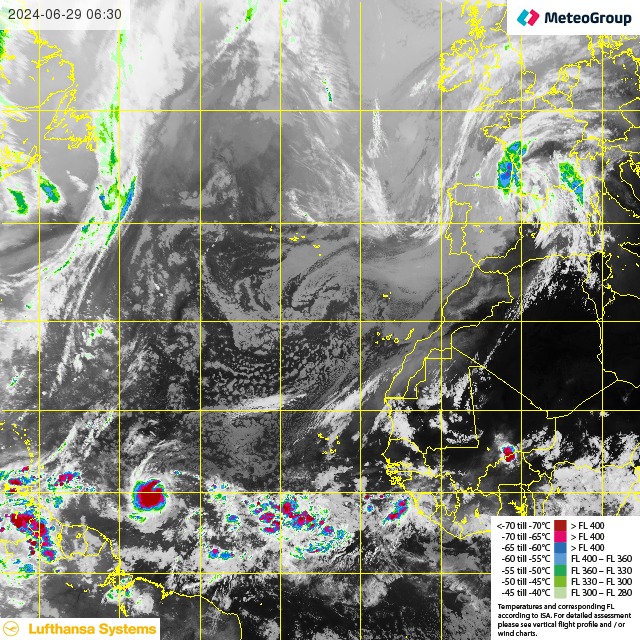 2024-06-29 06:30
MeteoGroup
<-70 till -70°C > FL 400
-70 till -65°C > FL 400
-65 till -60°C > FL 400
-60 till -55°C FL 400 – FL 360
-55 till -50°C FL 360 – FL 330
-50 till -45°C FL 330 – FL 300
-45 till -40°C FL 300 – FL 280
Temperatures and corresponding FL
according to ISA. For detailed assessment
please see vertical flight profile and / or
wind charts.
Lufthansa Systems